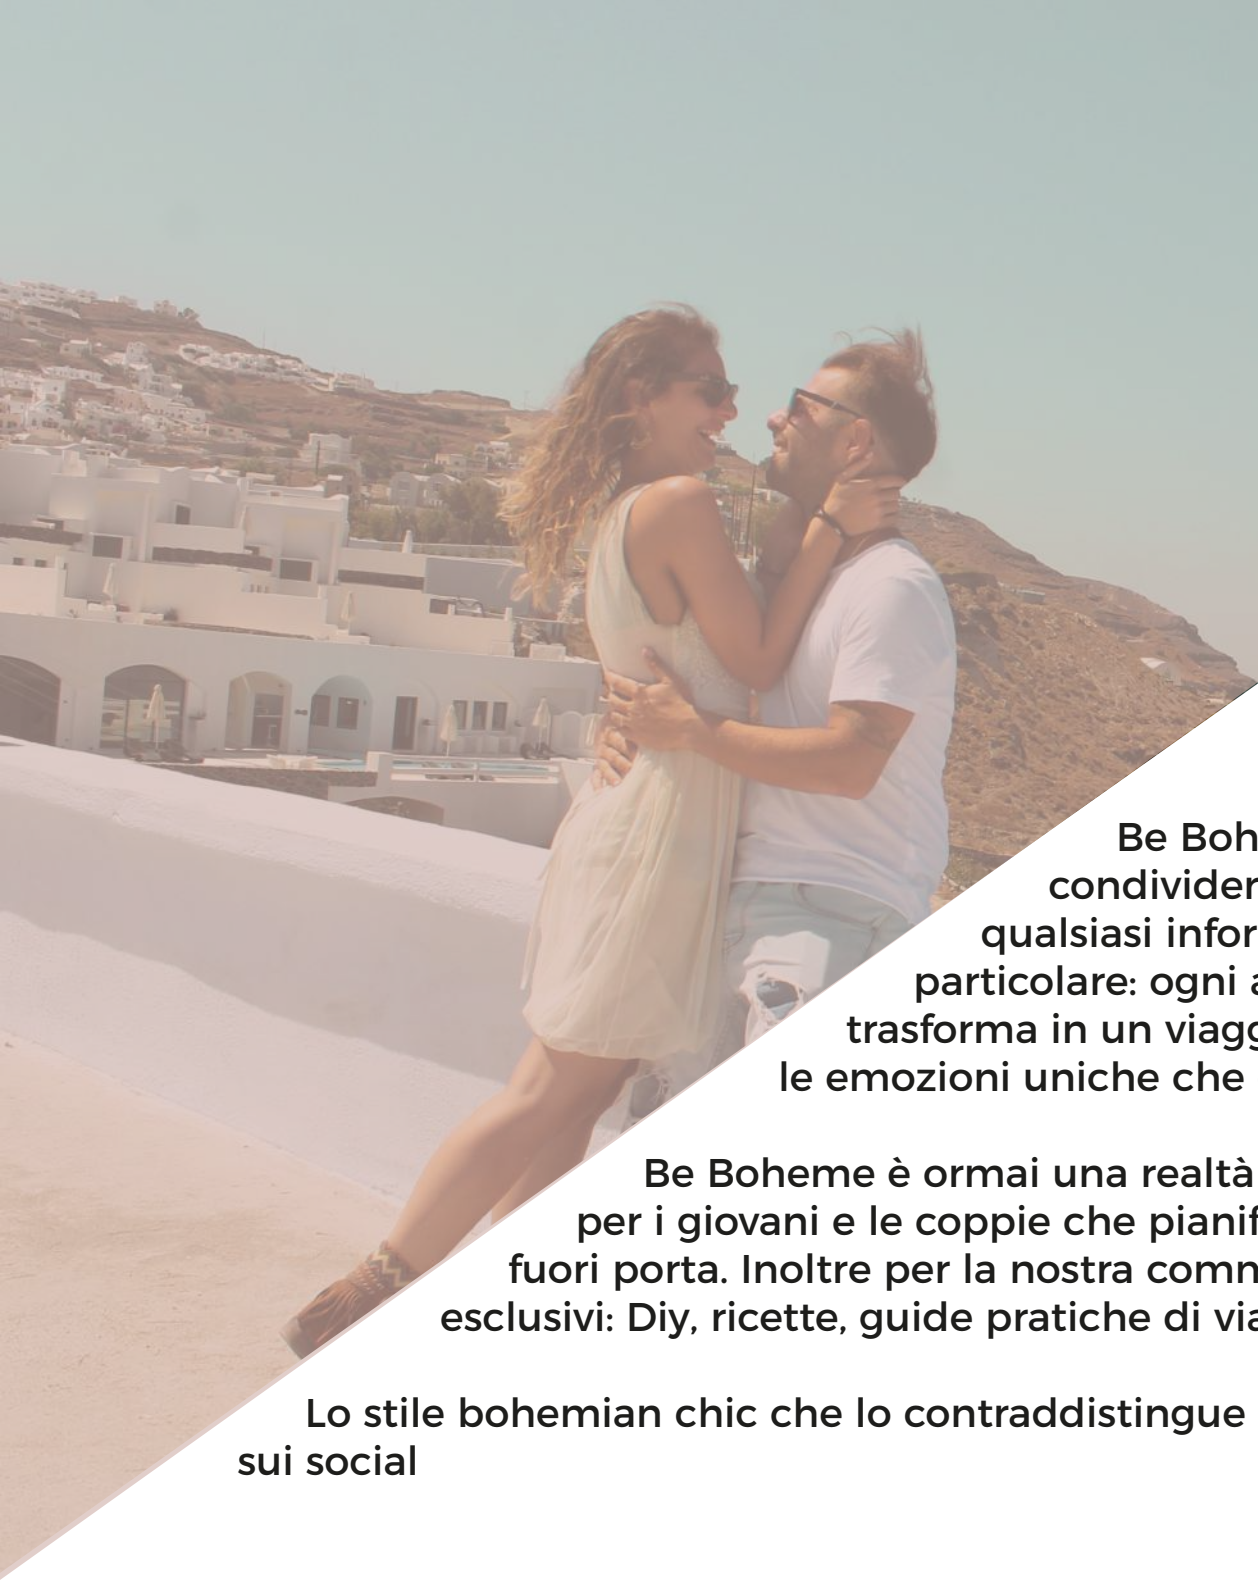 Be Boh
condivider
qualsiasi infor
particolare: ogni a
trasforma in un viagg
le emozioni uniche che
Be Boheme è ormai una realtà
per i giovani e le coppie che pianif
fuori porta. Inoltre per la nostra comm
esclusivi: Diy, ricette, guide pratiche di via
Lo stile bohemian chic che lo contraddistingue
sui social